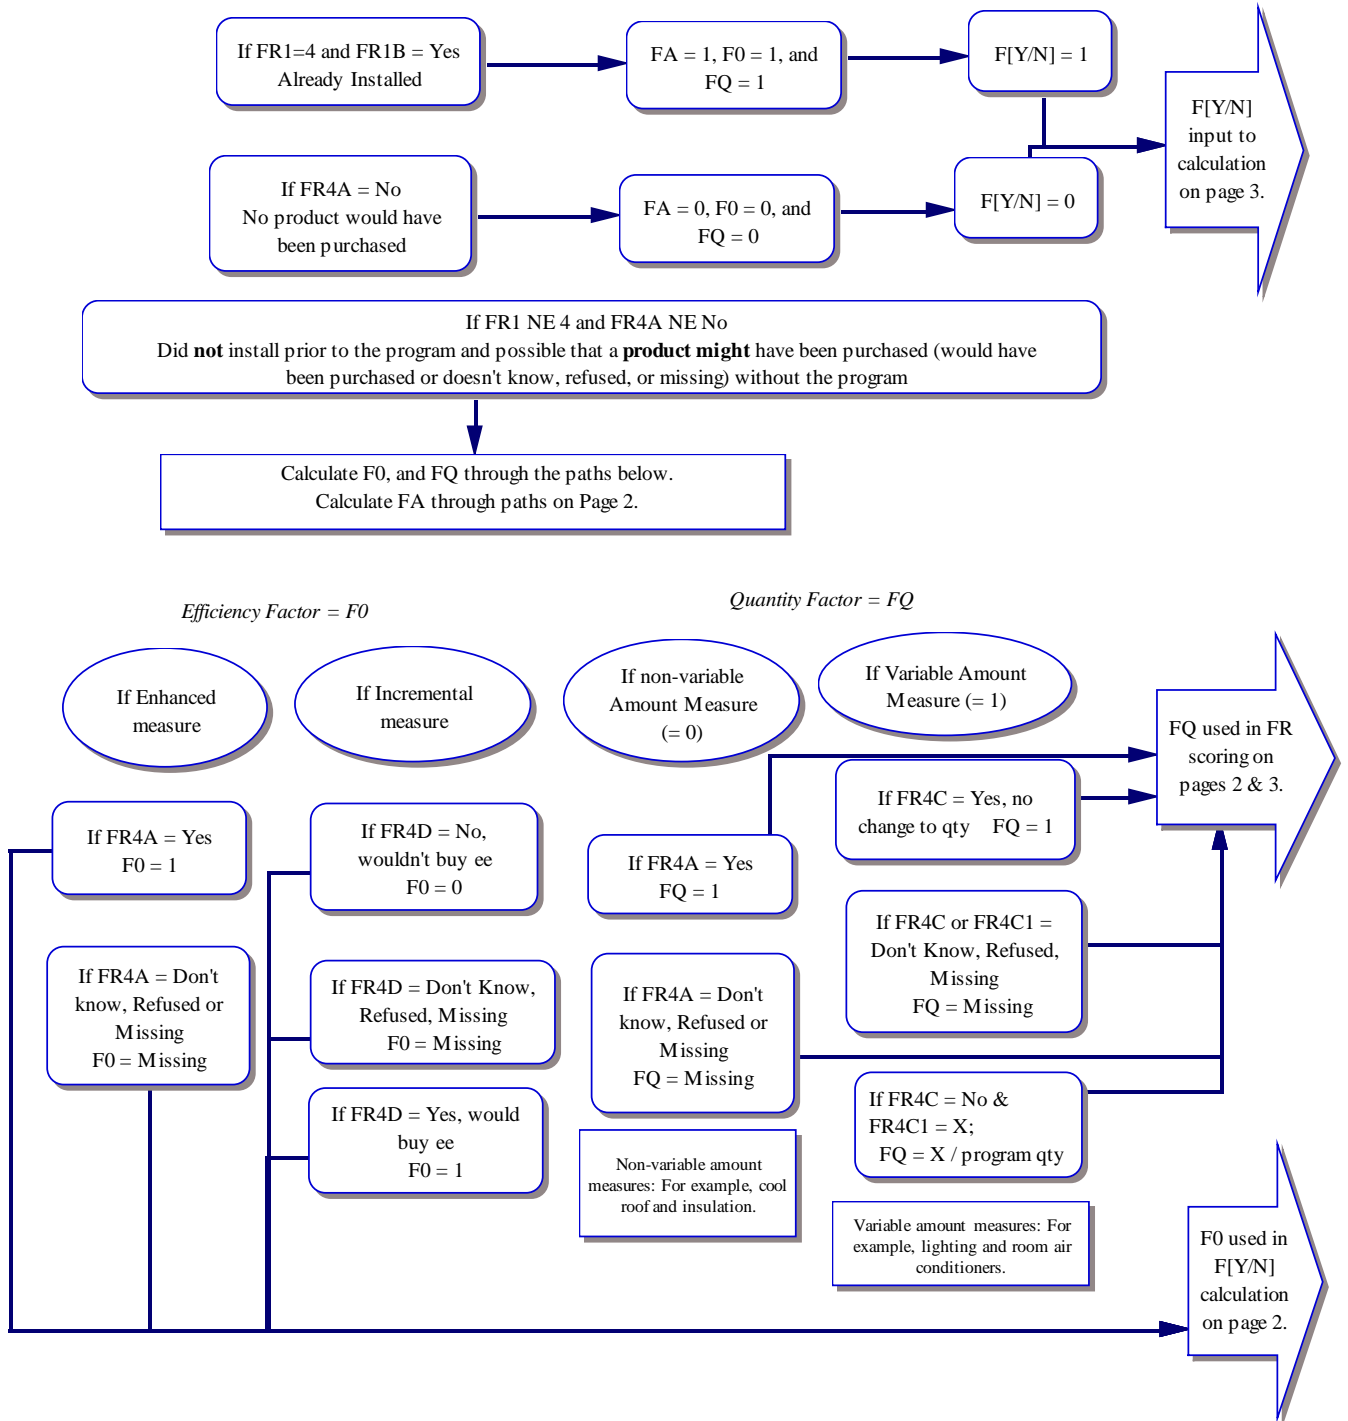 If FR1=4 and FR1B = Yes
Already Installed
FA = 1, F0 = 1, and
FQ = 1
F[Y/N] = 1
F[Y/N]
input to
calculation
on page 3.
If FR4A = No
No product would have
been purchased
FA = 0, F0 = 0, and
FQ = 0
F[Y/N] = 0
If FR1 NE 4 and FR4A NE No
Did not install prior to the program and possible that a product might have been purchased (would have
been purchased or doesn't know, refused, or missing) without the program
Calculate F0, and FQ through the paths below.
Calculate FA through paths on Page 2.
Efficiency Factor = F0
Quantity Factor = FQ
If Enhanced
measure
If Incremental
measure
If non-variable
Amount Measure
(= 0)
If Variable Amount
Measure (= 1)
FQ used in FR
scoring on
pages 2 & 3.
If FR4A = Yes
F0 = 1
If FR4D = No,
wouldn't buy ee
F0 = 0
If FR4A = Yes
FQ = 1
If FR4C = Yes, no
change to qty FQ = 1
If FR4A = Don't
know, Refused or
Missing
F0 = Missing
If FR4D = Don't Know,
Refused, Missing
F0 = Missing
If FR4A = Don't
know, Refused or
Missing
FQ = Missing
If FR4C or FR4C1 =
Don't Know, Refused,
Missing
FQ = Missing
If FR4D = Yes, would
buy ee
F0 = 1
If FR4C = No &
FR4C1 = X;
FQ = X / program qty
Non-variable amount
measures: For example, cool
roof and insulation.
Variable amount measures: For
example, lighting and room air
conditioners.
F0 used in
F[Y/N]
calculation
on page 2.